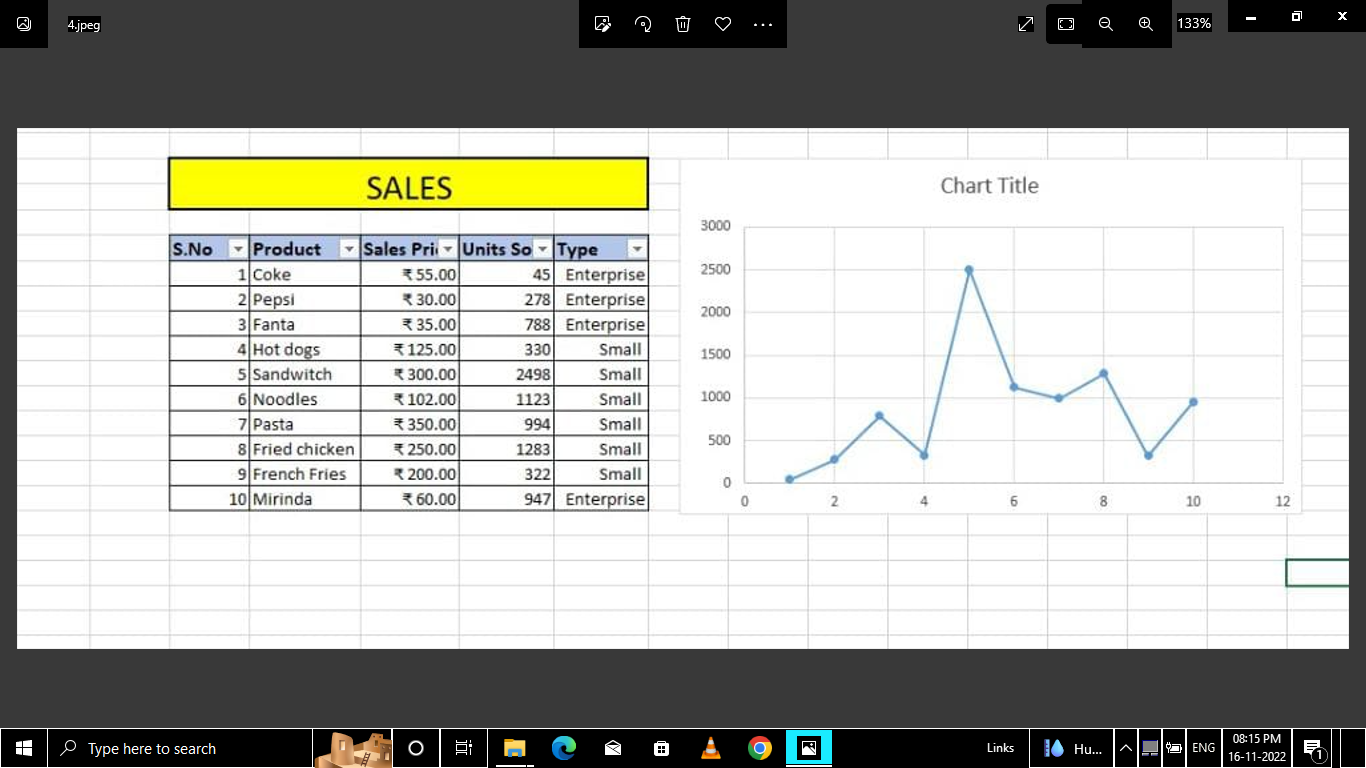 4.jpeg
133%
SALES
S.No Product Sales Pri Units So Type
1 Coke ₹ 55.00 45 Enterprise
2 Pepsi ₹ 30.00 278 Enterprise
3 Fanta ₹ 35.00 788 Enterprise
4 Hot dogs ₹ 125.00 330 Small
5 Sandwitch ₹ 300.00 2498 Small
6 Noodles ₹ 102.00 1123 Small
7 Pasta ₹ 350.00 994 Small
8 Fried chicken ₹ 250.00 1283 Small
9 French Fries ₹ 200.00 322 Small
10 Mirinda ₹ 60.00 947 Enterprise
Chart Title
3000
2500
2000
1500
1000
500
0
0 2 4 6 8 10 12
Type here to search
Links
Hu...
ENG
08:15 PM
16-11-2022
1